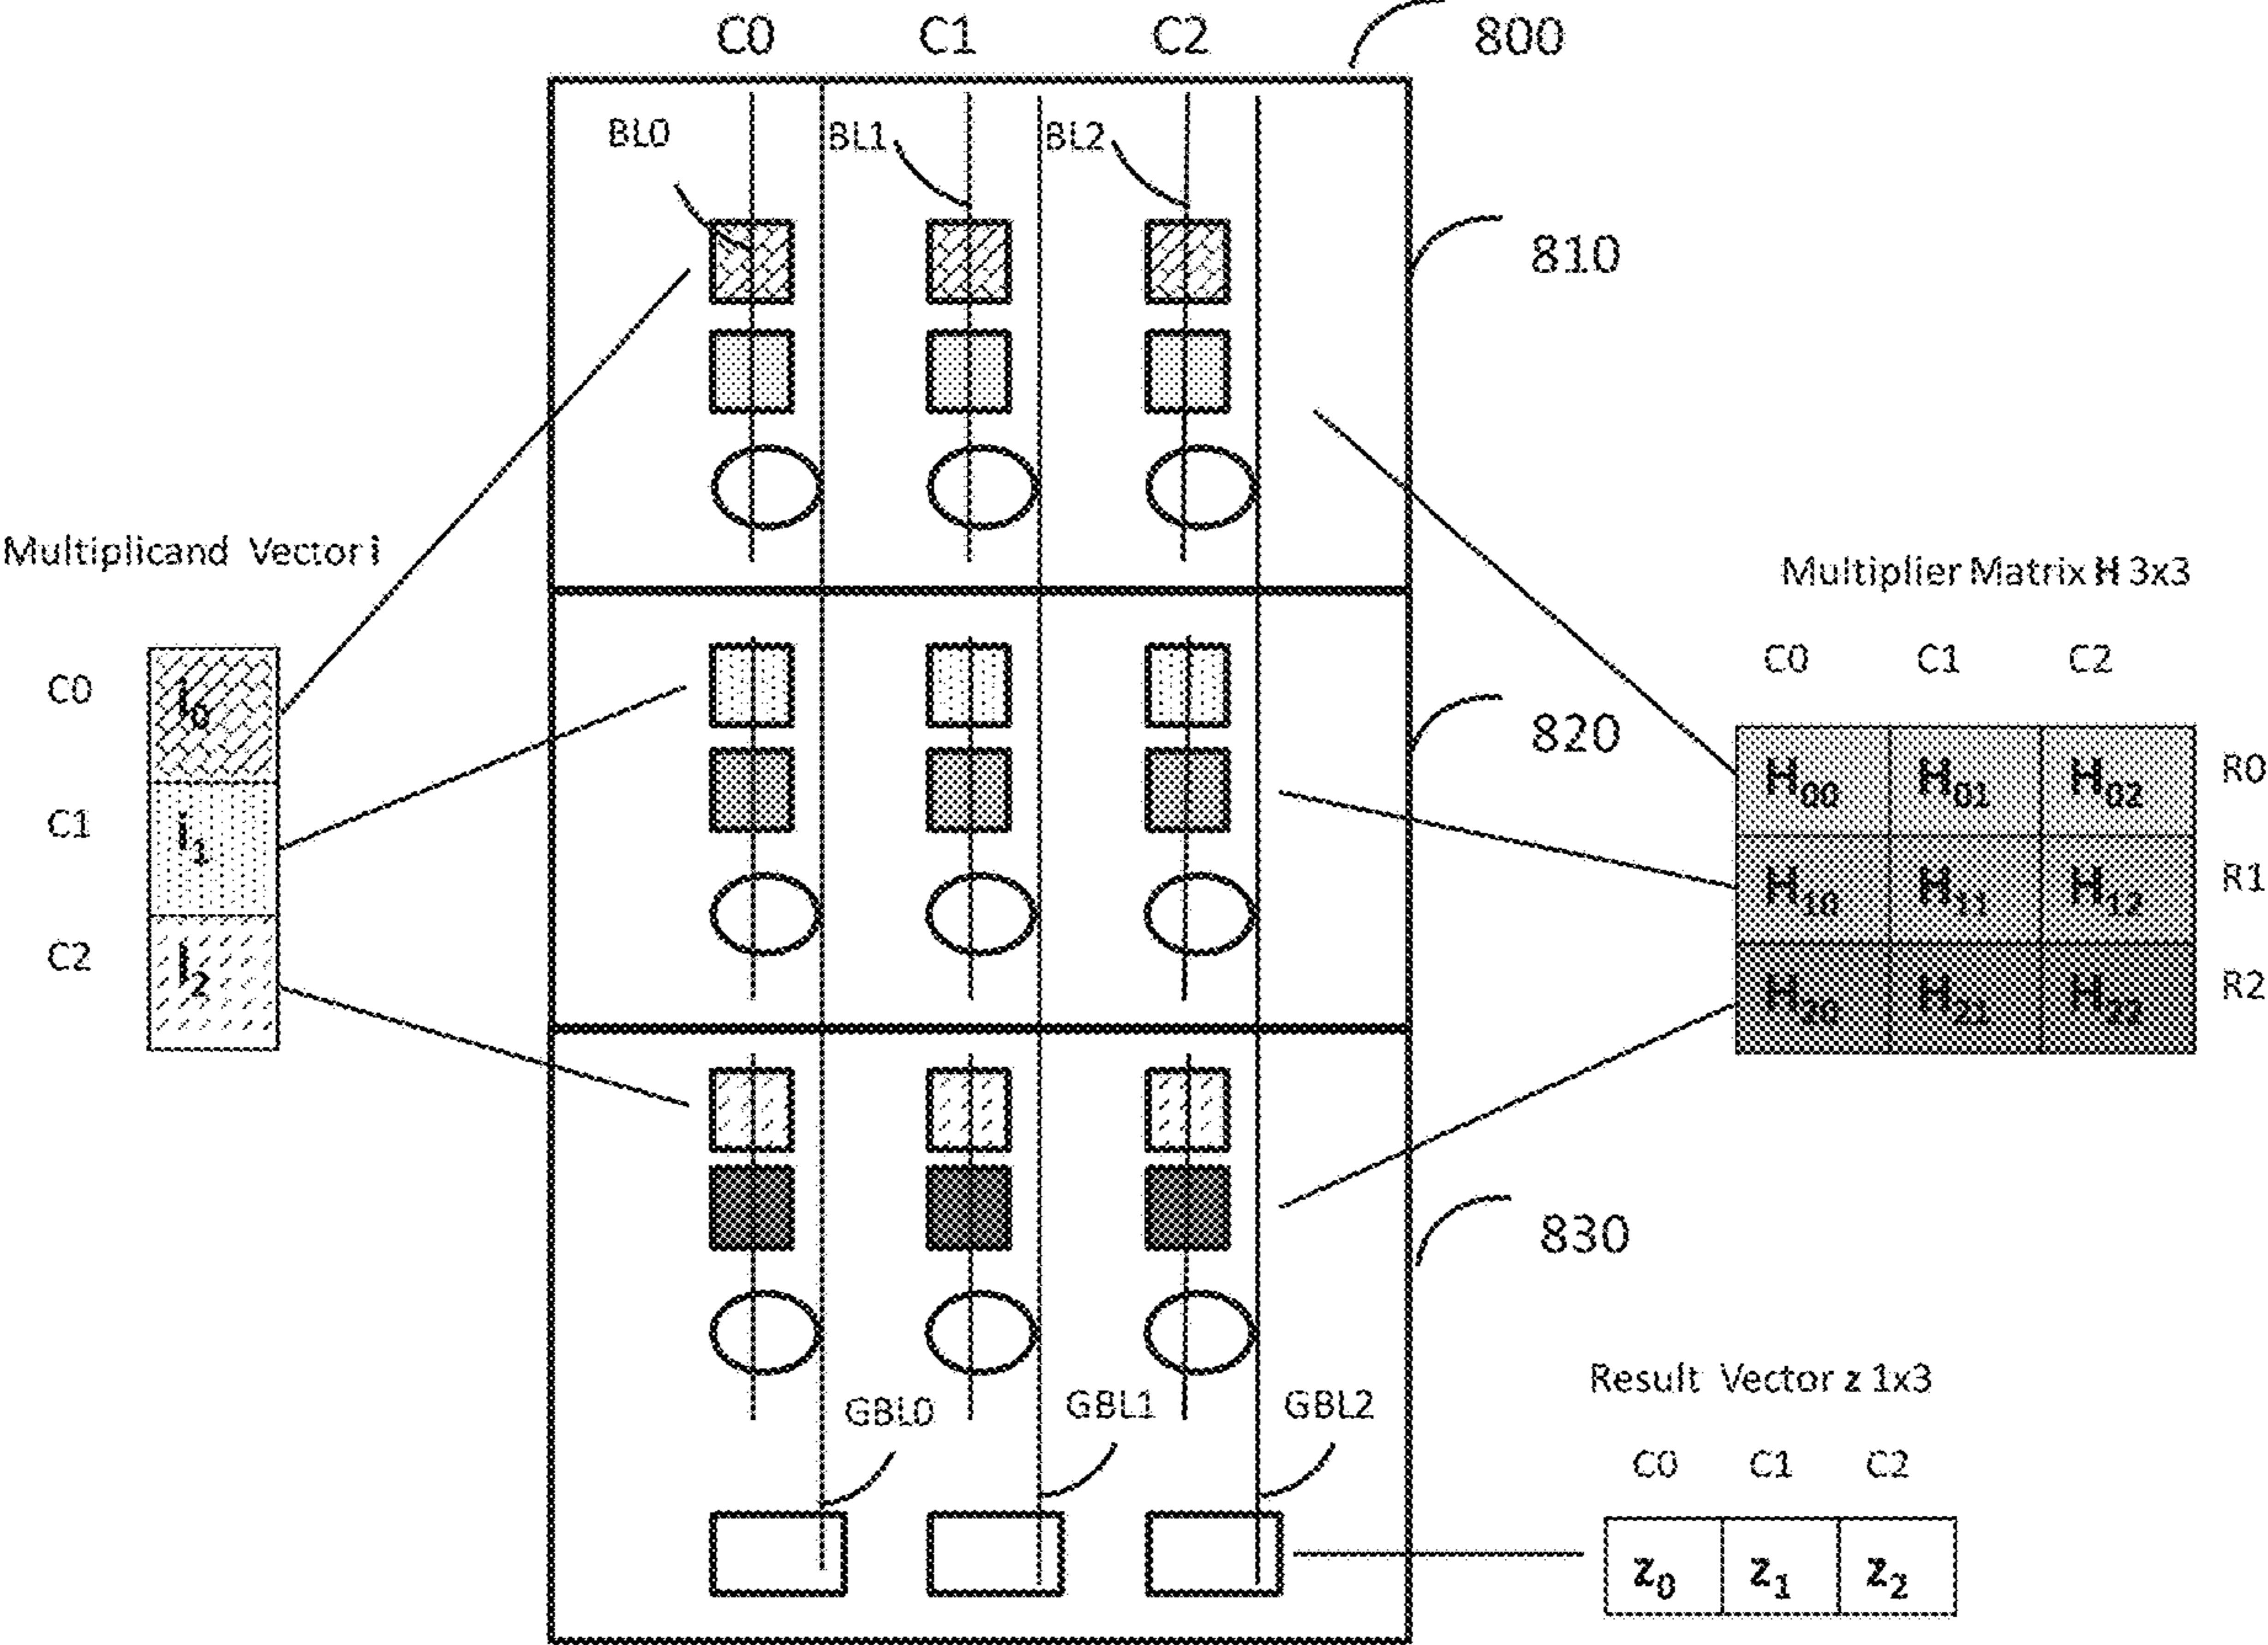 C0 C1 C2 800
BL0 BL1 BL2
810
Multiplicand Vector i
C0 I0
C1 I1
C2 I2
820
Multiplier Matrix H 3x3
C0 C1 C2
H00 H01 H02 R0
H10 H11 H12 R1
H20 H21 H22 R2
830
GBL0 GBL1 GBL2
Result Vector z 1x3
C0 C1 C2
z0 z1 z2